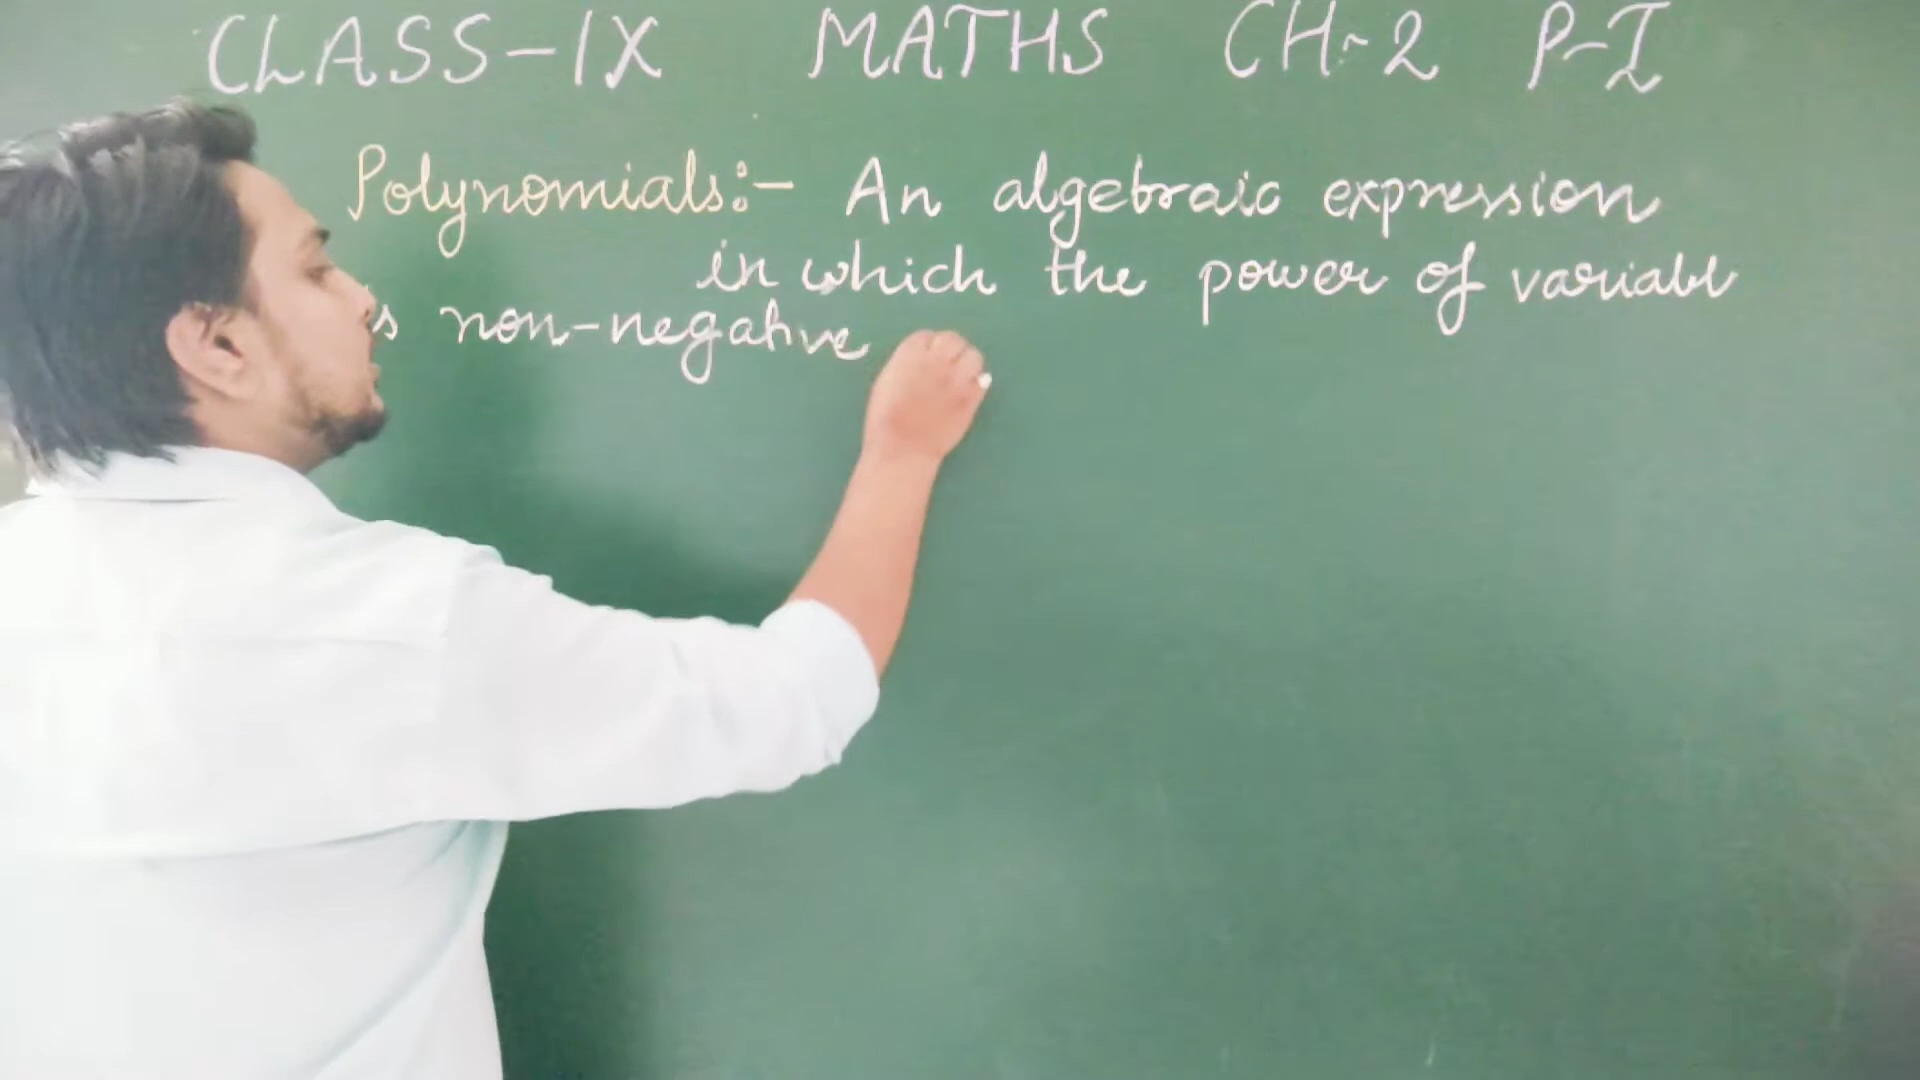 CLASS-IX MATHS CH-2 P-I
Polynomials:- An algebraic expression
in which the power of variable
is non-negative